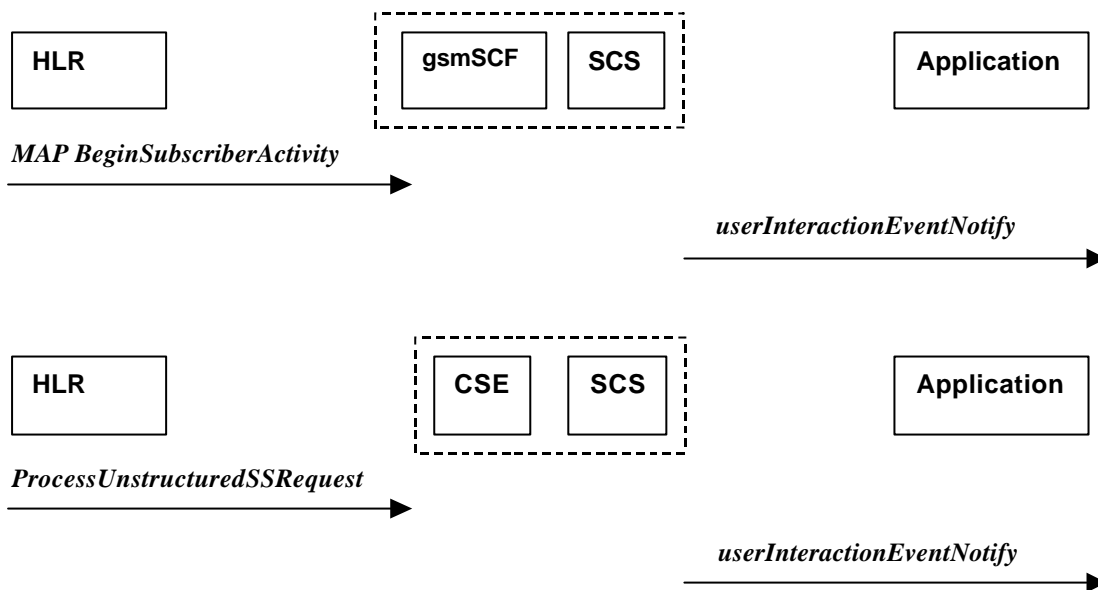 HLR
gsmSCF
SCS
Application
MAP BeginSubscriberActivity
userInteractionEventNotify
HLR
CSE
SCS
Application
ProcessUnstructuredSSRequest
userInteractionEventNotify